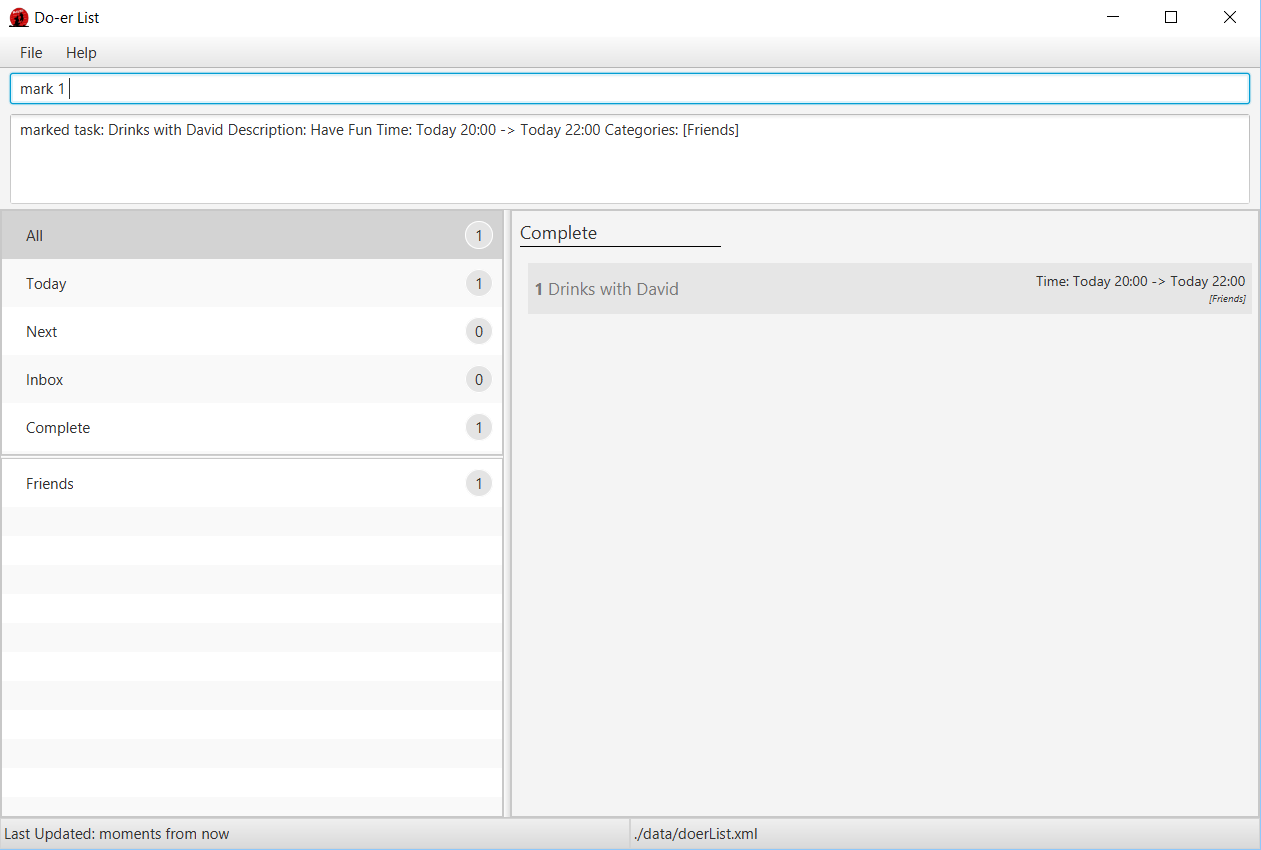 Do-er List
File Help
mark 1
marked task: Drinks with David Description: Have Fun Time: Today 20:00 -> Today 22:00 Categories: [Friends]
All 1
Today 1
Next 0
Inbox 0
Complete 1
Friends 1
Complete
1 Drinks with David
Time: Today 20:00 -> Today 22:00
[Friends]
Last Updated: moments from now
./data/doerList.xml